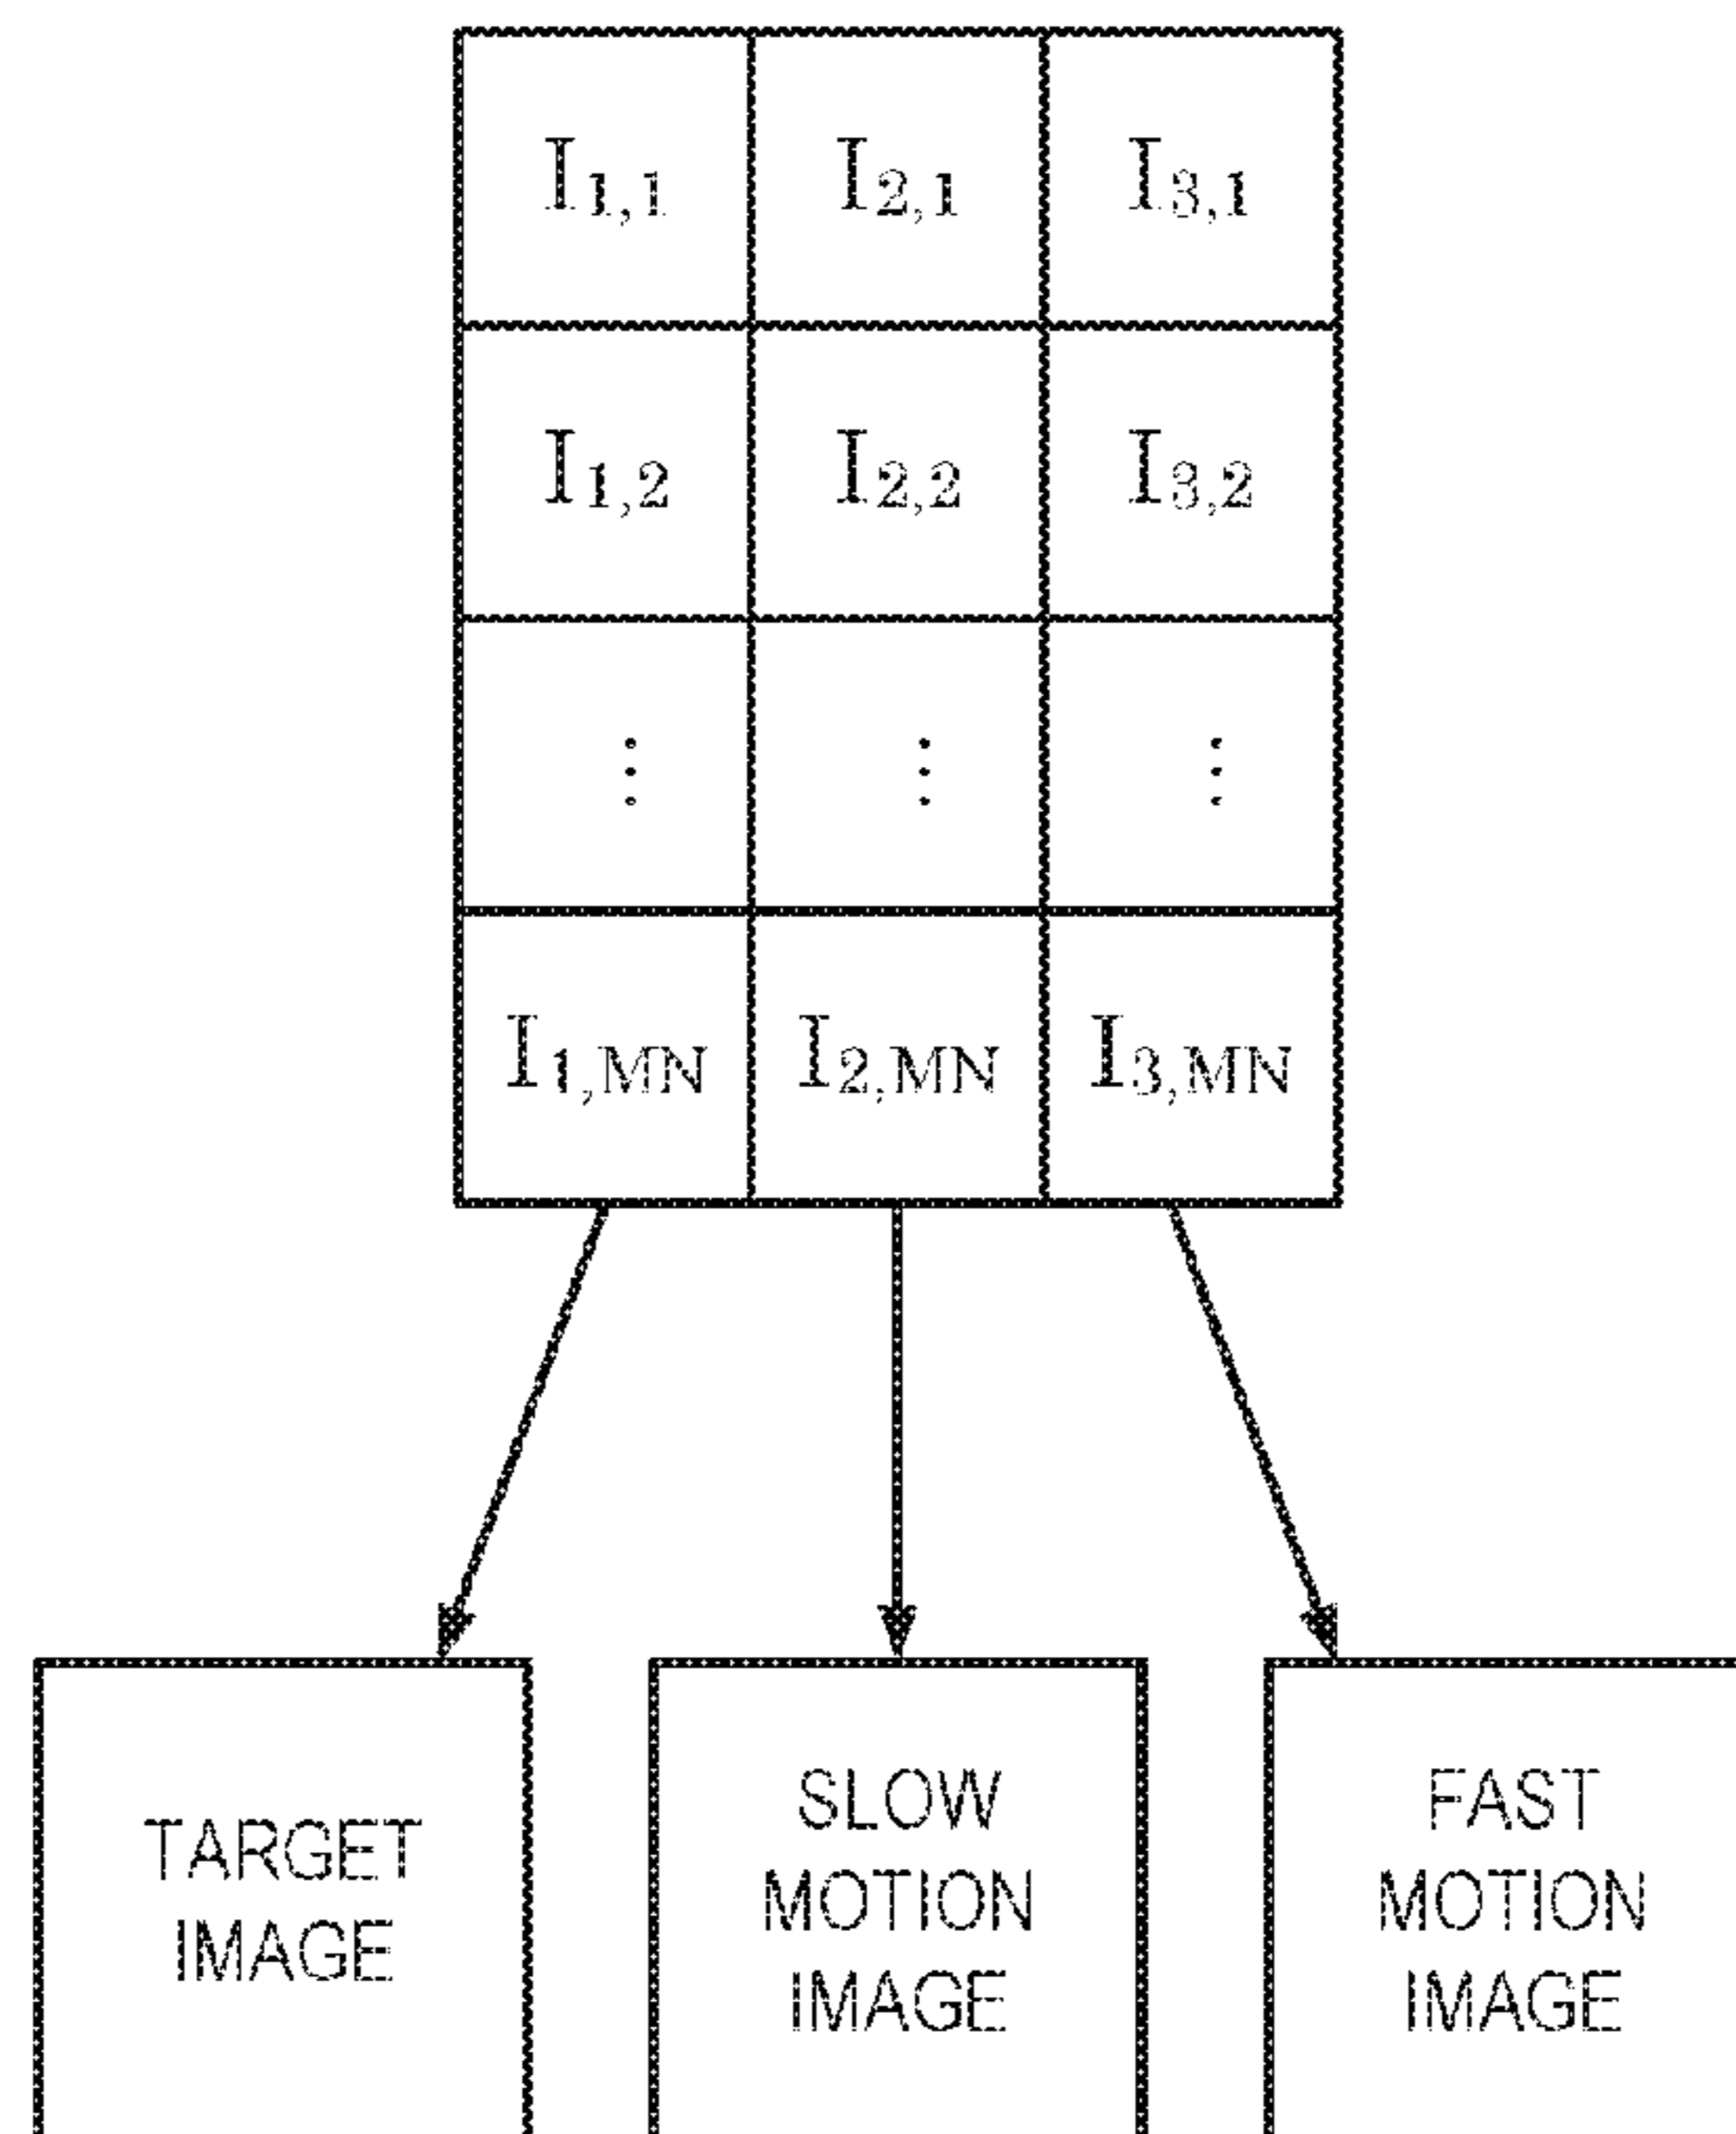 I1,1 I2,1 I3,1
I1,2 I2,2 I3,2
⋮ ⋮ ⋮
I1,MN I2,MN I3,MN
TARGET
IMAGE
SLOW
MOTION
IMAGE
FAST
MOTION
IMAGE